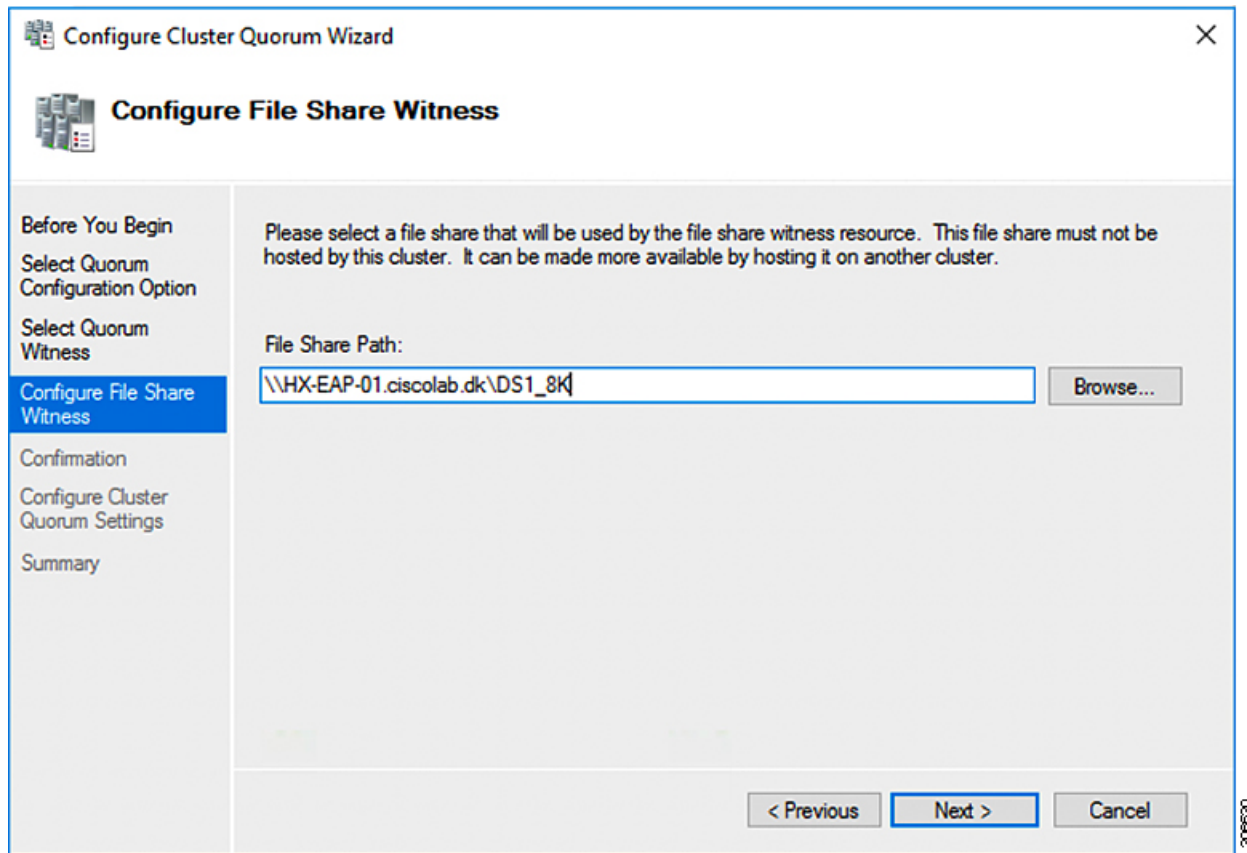 Configure Cluster Quorum Wizard
Configure File Share Witness
Before You Begin
Select Quorum
Configuration Option
Select Quorum
Witness
Configure File Share
Witness
Confirmation
Configure Cluster
Quorum Settings
Summary
Please select a file share that will be used by the file share witness resource.  This file share must not be
hosted by this cluster.  It can be made more available by hosting it on another cluster.
File Share Path:
\\HX-EAP-01.ciscolab.dk\DS1_8K
Browse...
< Previous
Next >
Cancel